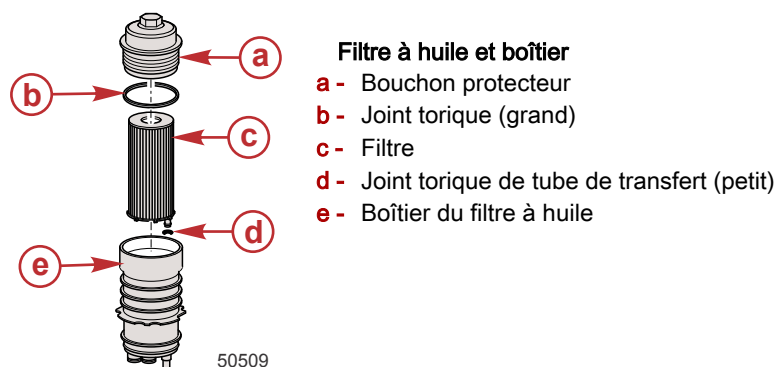 Filtre à huile et boîtier
a - Bouchon protecteur
b - Joint torique (grand)
c - Filtre
d - Joint torique de tube de transfert (petit)
e - Boîtier du filtre à huile
a
b
c
d
e
50509